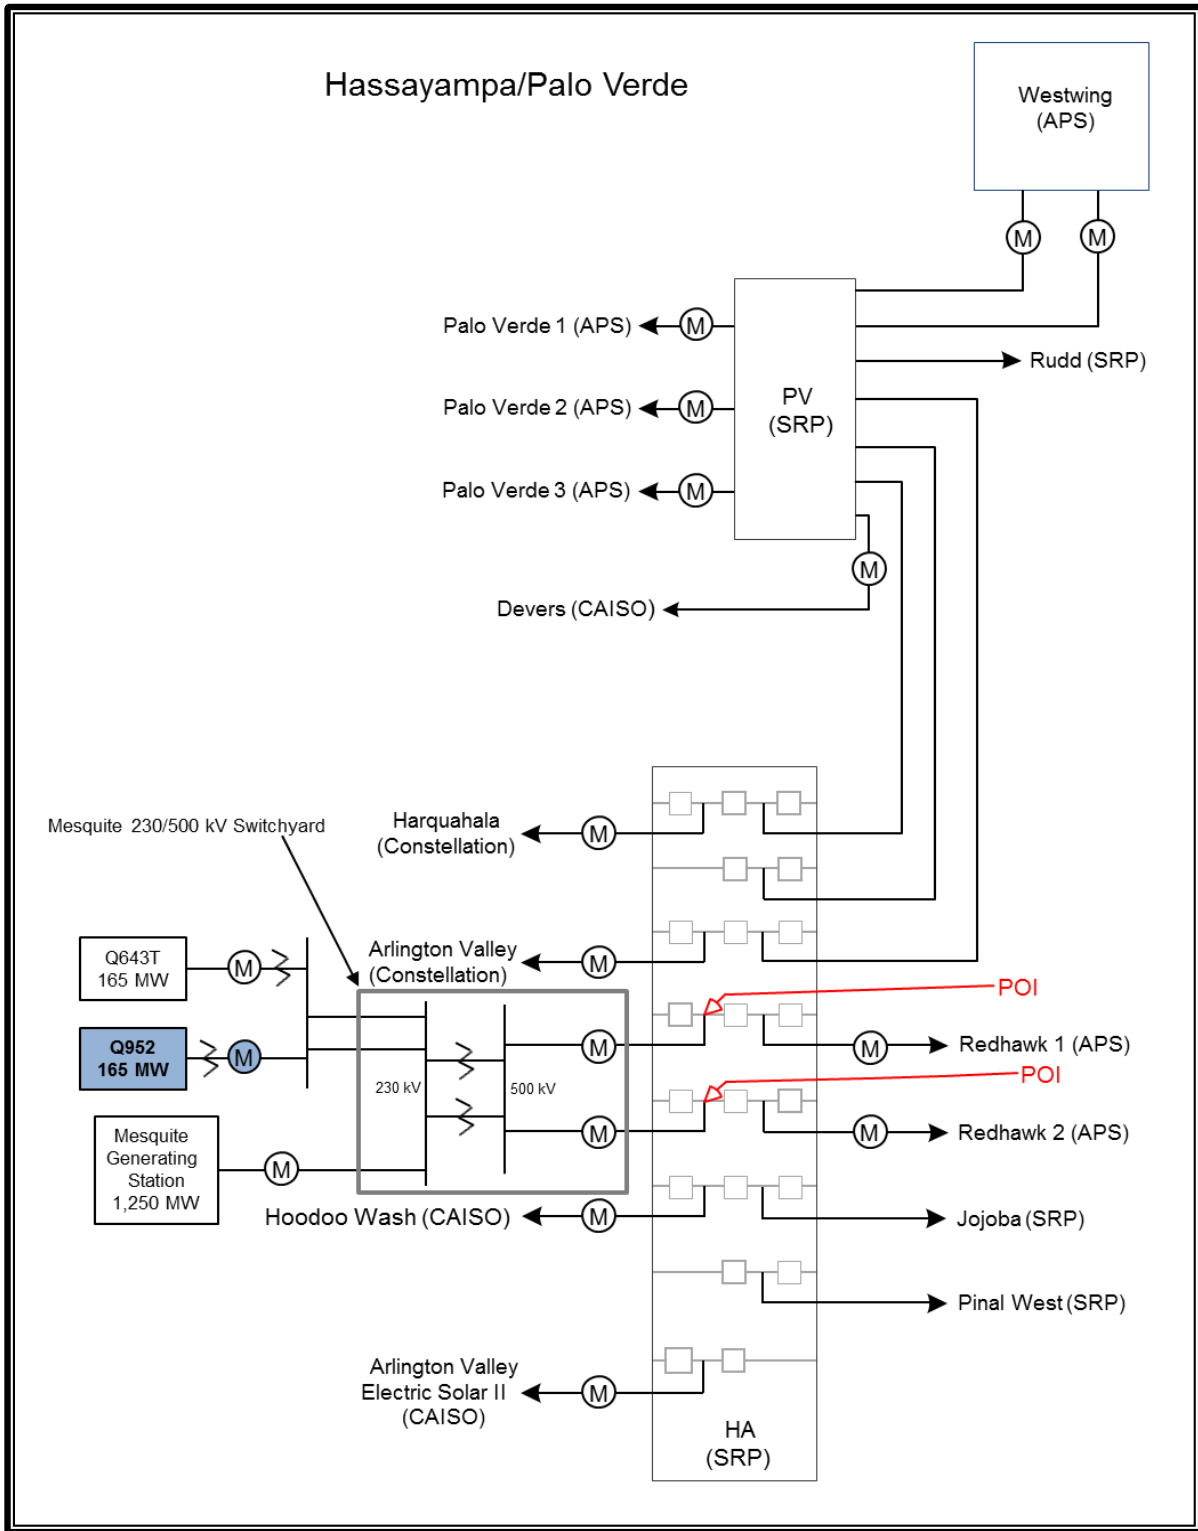 Hassayampa/Palo Verde
Westwing
(APS)
M
M
Palo Verde 1 (APS)
M
Rudd (SRP)
PV
(SRP)
Palo Verde 2 (APS)
M
Palo Verde 3 (APS)
M
M
Devers (CAISO)
Mesquite 230/500 kV Switchyard
Harquahala
(Constellation)
M
Arlington Valley
(Constellation)
M
Q643T
165 MW
M
POI
Q952
165 MW
M
M
M
Redhawk 1 (APS)
POI
230 kV
500 kV
M
M
Redhawk 2 (APS)
Mesquite
Generating
Station
1,250 MW
M
Hoodoo Wash (CAISO)
M
Jojoba (SRP)
Pinal West (SRP)
Arlington Valley
Electric Solar II
(CAISO)
M
HA
(SRP)